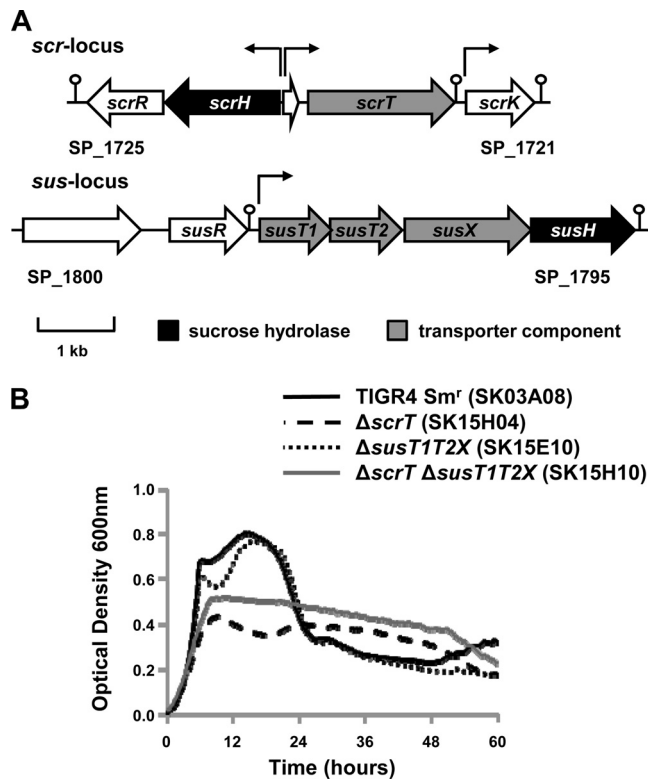 A
scr-locus
scrR scrH scrT scrK
SP_1725 SP_1721
sus-locus
susR susT1 susT2 susX susH
SP_1800 SP_1795
1 kb
sucrose hydrolase
transporter component
B
TIGR4 Smʳ (SK03A08)
ΔscrT (SK15H04)
ΔsusT1T2X (SK15E10)
ΔscrT ΔsusT1T2X (SK15H10)
Optical Density 600nm
1.0
0.8
0.6
0.4
0.2
0.0
0 12 24 36 48 60
Time (hours)